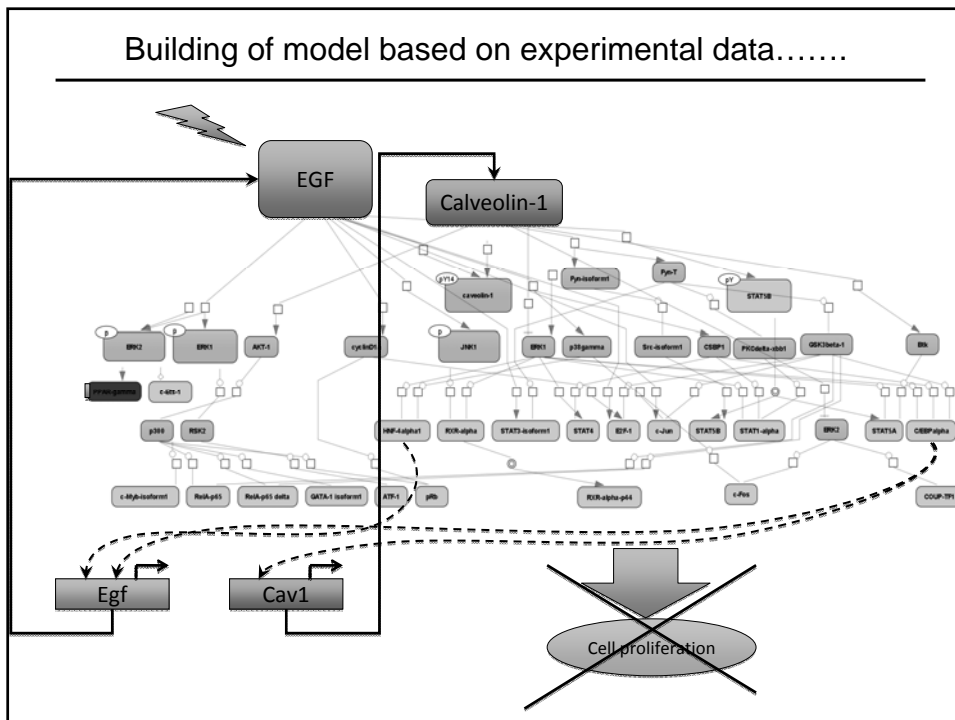 Building of model based on experimental data…….
EGF
Calveolin-1
Fyn-isoform1
Fyn-T
pY14
caveolin-1
pY
STAT5B
p
ERK2
p
ERK1
AKT-1
cyclinD1
p
JNK1
ERK1
p38gamma
Src-isoform1
CSBP1
PKCdelta-xbb1
GSK3beta-1
Btk
PPAR-gamma
c-Ets-1
p300
RSK2
HNF-4alpha1
RXR-alpha
STAT3-isoform1
STAT4
E2F-1
c-Jun
STAT5B
STAT1-alpha
ERK2
STAT5A
C/EBPalpha
c-Myb-isoform1
RelA-p65
RelA-p65 delta
GATA-1 isoform1
ATF-1
pRb
RXR-alpha-p44
c-Fos
COUP-TF1
Egf
Cav1
Cell proliferation